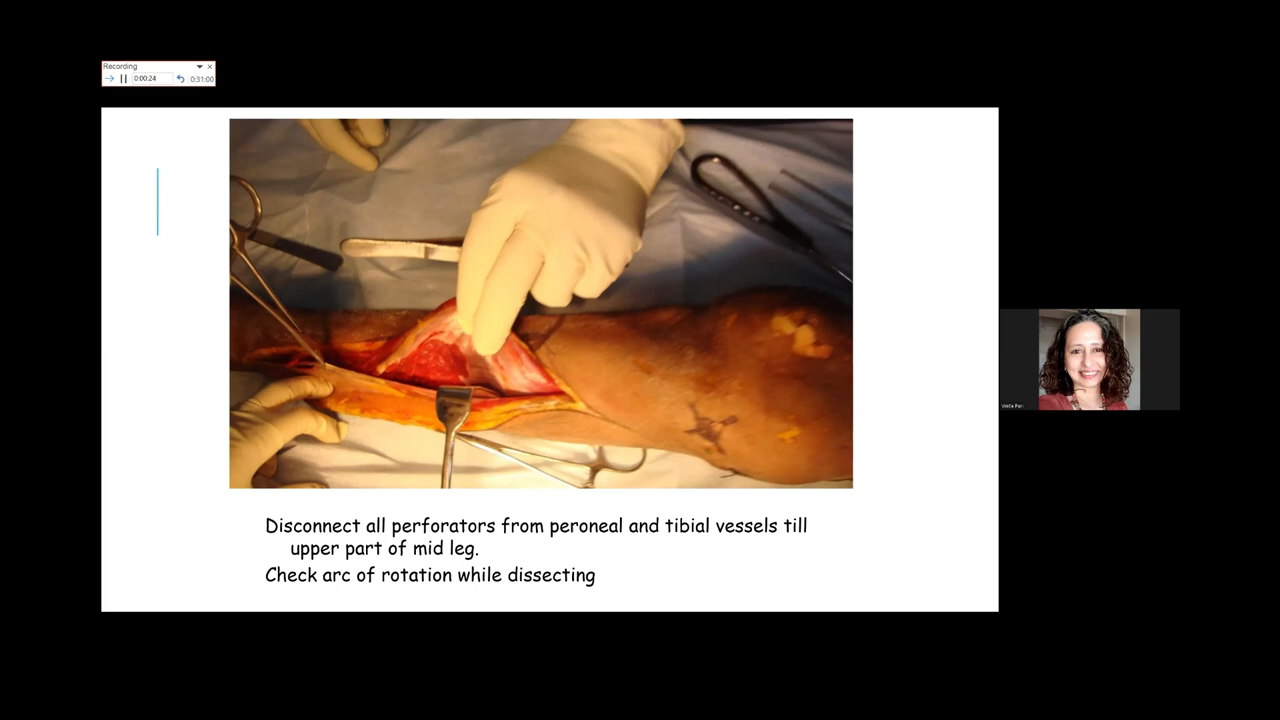 Recording
0:00:24
0:31:00
Disconnect all perforators from peroneal and tibial vessels till
upper part of mid leg.
Check arc of rotation while dissecting